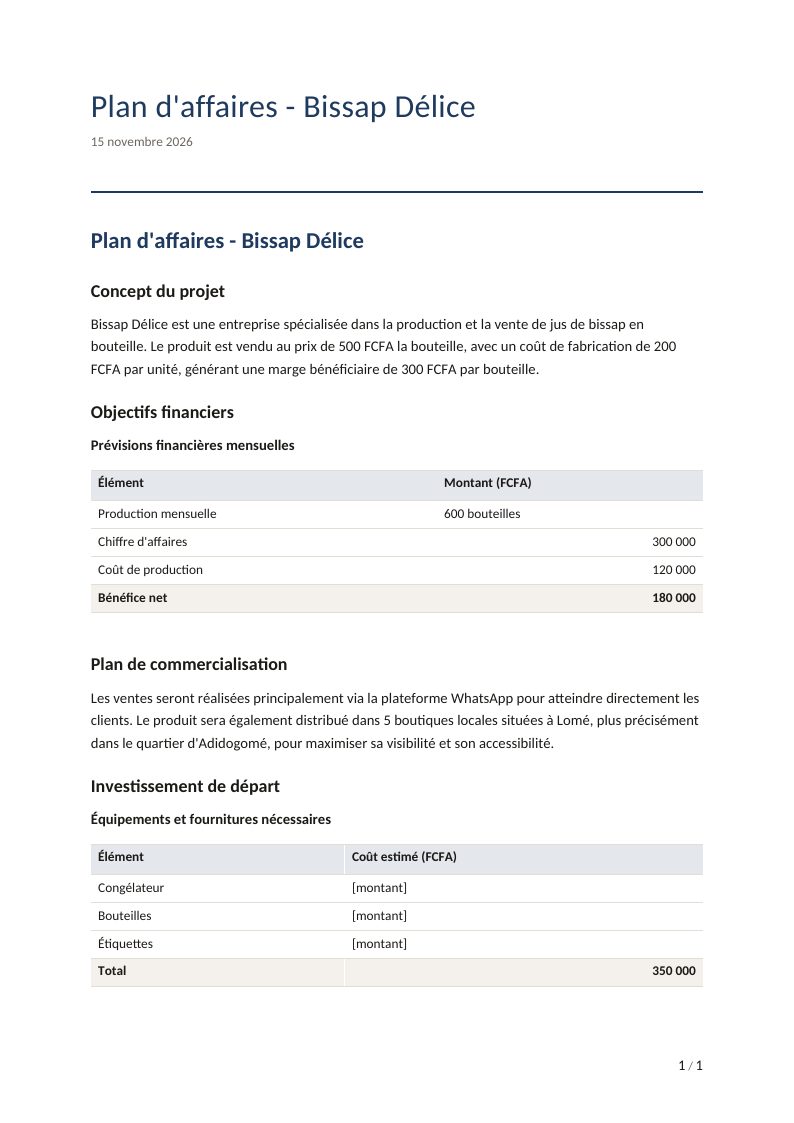 Plan d'affaires - Bissap Délice
15 novembre 2026
Plan d'affaires - Bissap Délice
Concept du projet
Bissap Délice est une entreprise spécialisée dans la production et la vente de jus de bissap en
bouteille. Le produit est vendu au prix de 500 FCFA la bouteille, avec un coût de fabrication de 200
FCFA par unité, générant une marge bénéficiaire de 300 FCFA par bouteille.
Objectifs financiers
Prévisions financières mensuelles
Élément Montant (FCFA)
Production mensuelle 600 bouteilles
Chiffre d'affaires 300 000
Coût de production 120 000
Bénéfice net 180 000
Plan de commercialisation
Les ventes seront réalisées principalement via la plateforme WhatsApp pour atteindre directement les
clients. Le produit sera également distribué dans 5 boutiques locales situées à Lomé, plus précisément
dans le quartier d'Adidogomé, pour maximiser sa visibilité et son accessibilité.
Investissement de départ
Équipements et fournitures nécessaires
Élément Coût estimé (FCFA)
Congélateur [montant]
Bouteilles [montant]
Étiquettes [montant]
Total 350 000
1 / 1